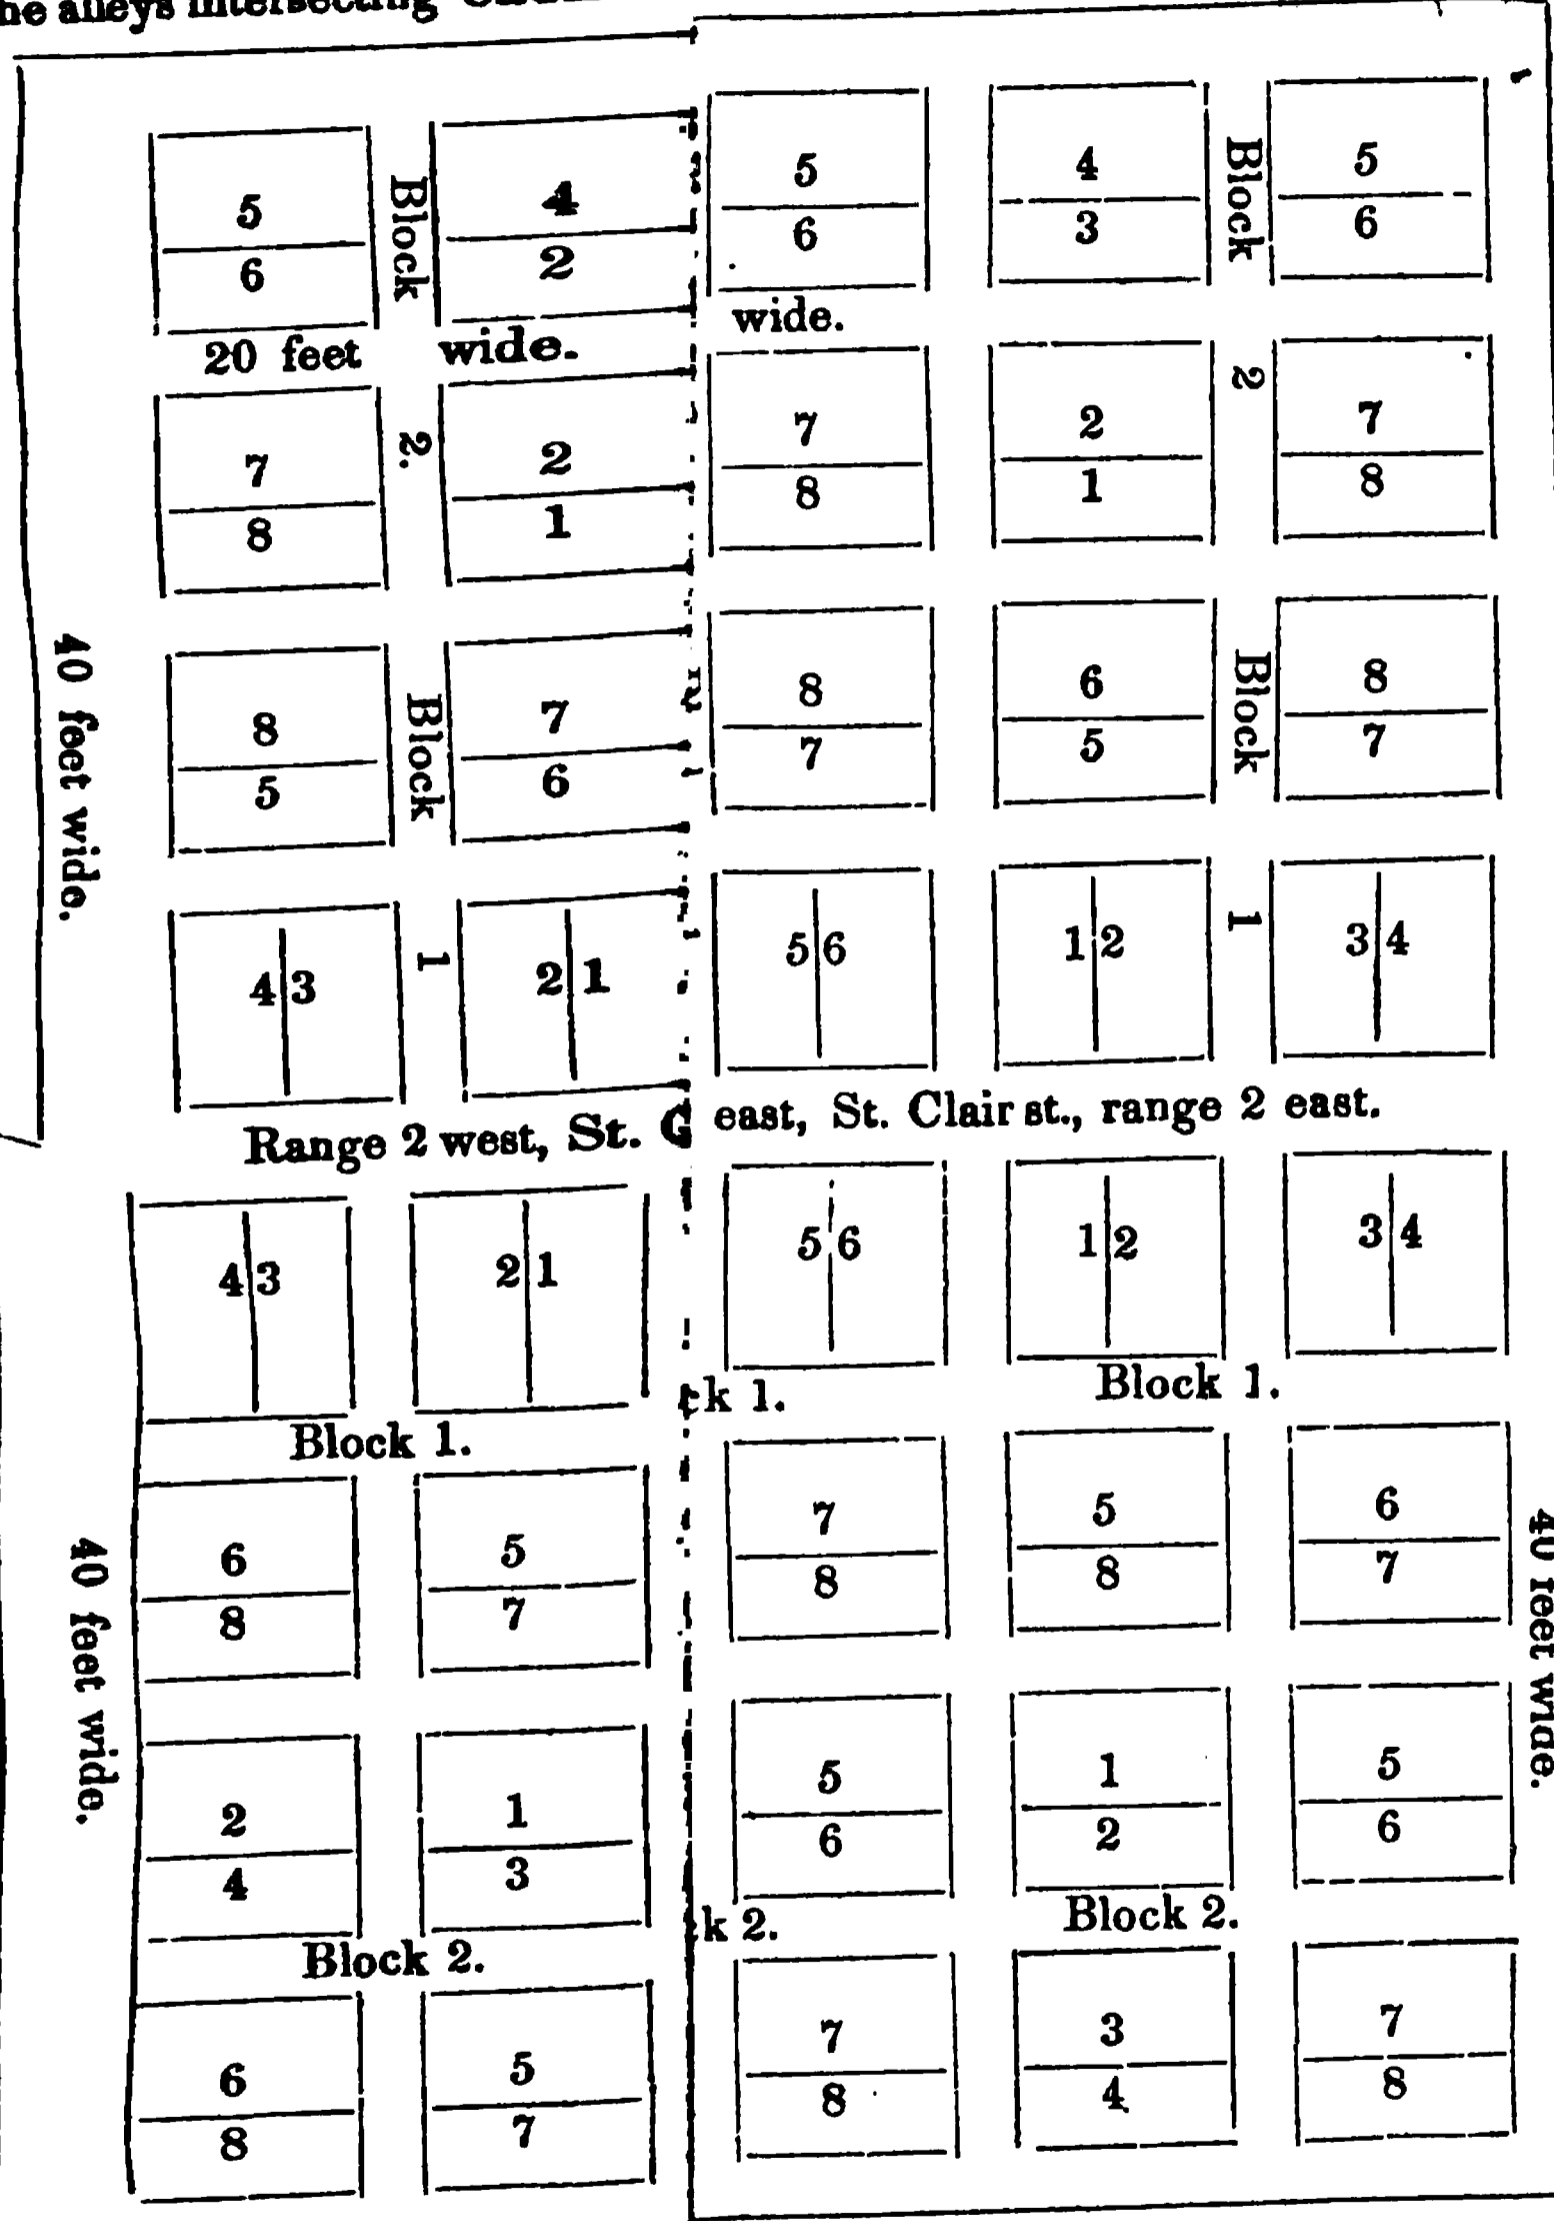 he alleys intersecting
5 Block 4 5 4 Block 5
6 2 6 3 6
20 feet wide. wide.
7 2. 2 7 2 2 7
8 1 8 1 8
40 feet wide.
8 Block 7 8 6 Block 8
5 6 7 5 7
4 3 1 2 1 5 6 1 2 1 3 4
Range 2 west, St. east, St. Clair st., range 2 east.
4 3 2 1 5 6 1 2 3 4
Block 1. k 1. Block 1.
6 5 7 5 6
8 7 8 8 7
40 feet wide. 40 feet wide.
2 1 5 1 5
4 3 6 2 6
Block 2. k 2. Block 2.
6 5 7 3 7
8 7 8 4 8